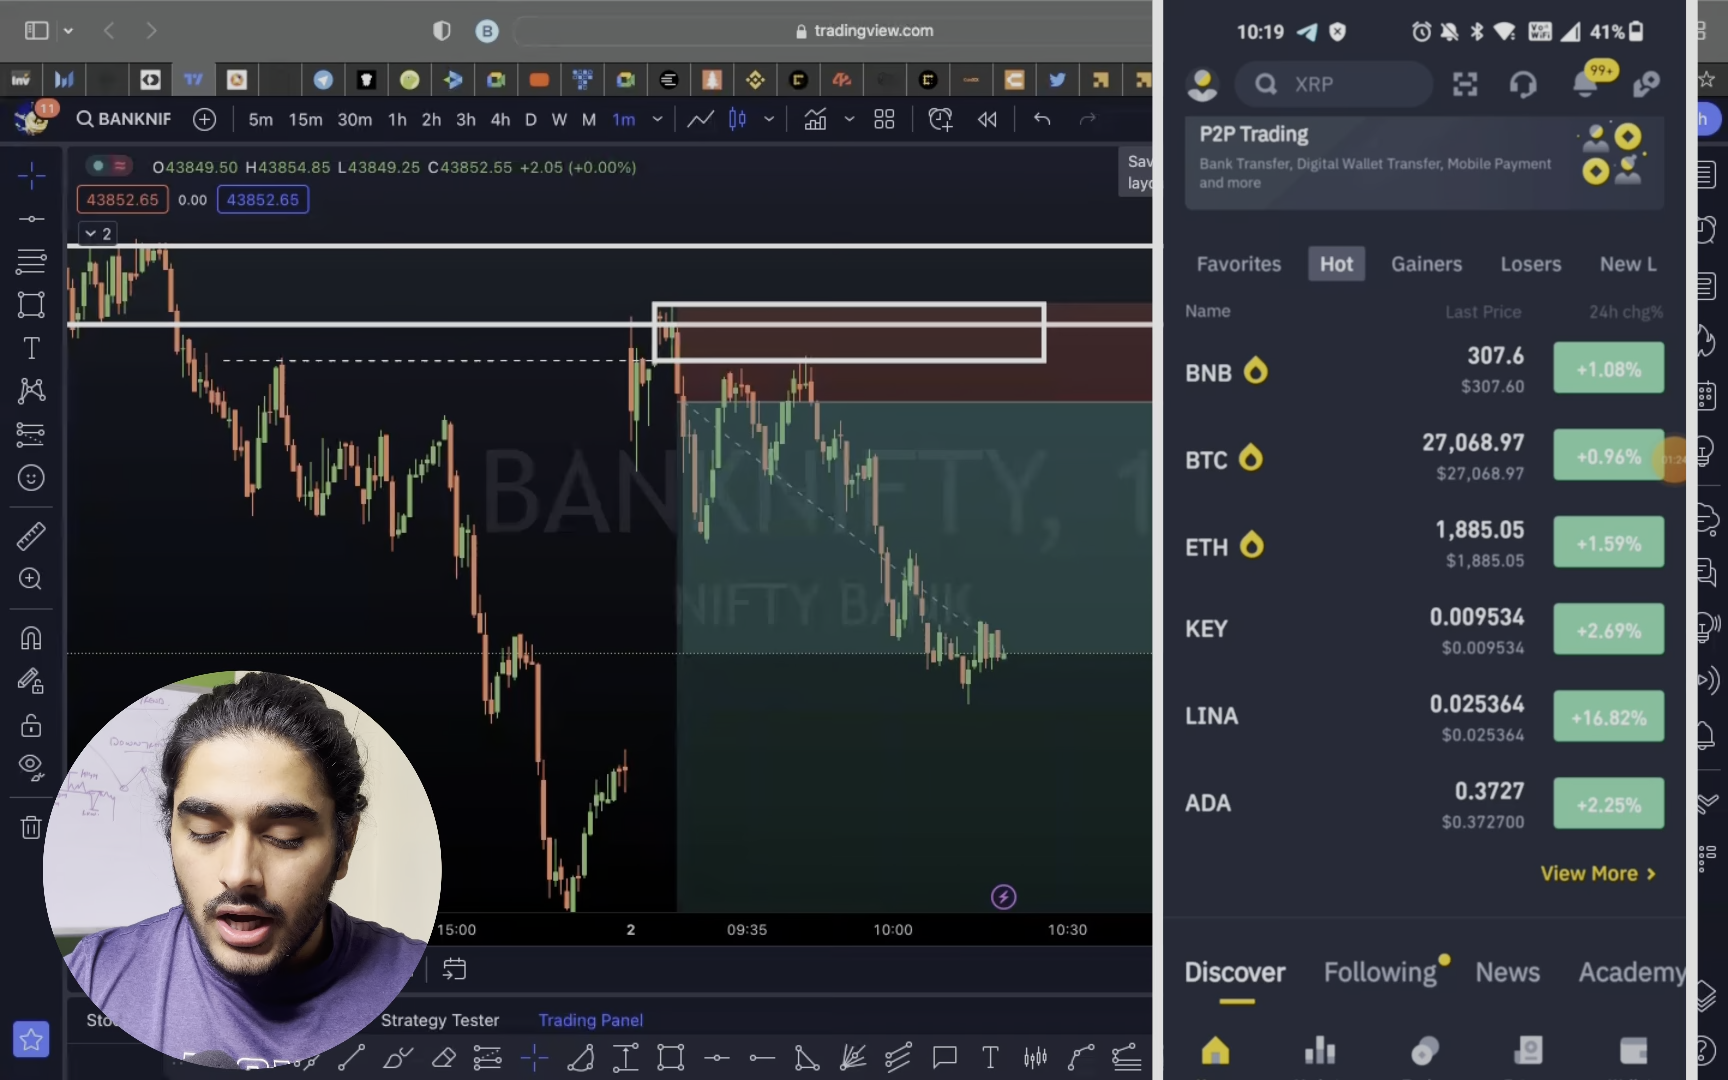 tradingview.com
11
BANKNIF
5m 15m 30m 1h 2h 3h 4h D W M 1m
O43849.50 H43854.85 L43849.25 C43852.55 +2.05 (+0.00%)
43852.65 0.00 43852.65
2
BANKNIFTY, 1
NIFTY BANK
15:00 2 09:35 10:00 10:30
Strategy Tester Trading Panel
10:19 41%
XRP
99+
P2P Trading
Bank Transfer, Digital Wallet Transfer, Mobile Payment
and more
Favorites Hot Gainers Losers New L
Name Last Price 24h chg%
BNB 307.6 +1.08%
$307.60
BTC 27,068.97 +0.96%
$27,068.97
01:24
ETH 1,885.05 +1.59%
$1,885.05
KEY 0.009534 +2.69%
$0.009534
LINA 0.025364 +16.82%
$0.025364
ADA 0.3727 +2.25%
$0.372700
View More
Discover Following News Academy